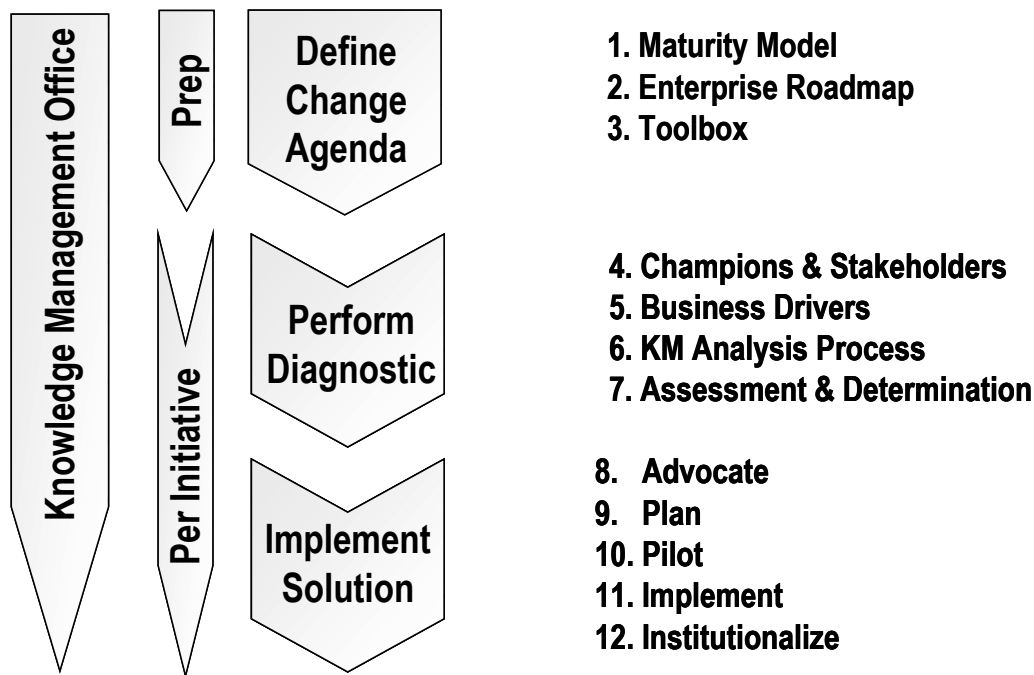 Knowledge Management Office
Prep
Define
Change
Agenda
1. Maturity Model
2. Enterprise Roadmap
3. Toolbox
Per Initiative
Perform
Diagnostic
4. Champions & Stakeholders
5. Business Drivers
6. KM Analysis Process
7. Assessment & Determination
Implement
Solution
8. Advocate
9. Plan
10. Pilot
11. Implement
12. Institutionalize